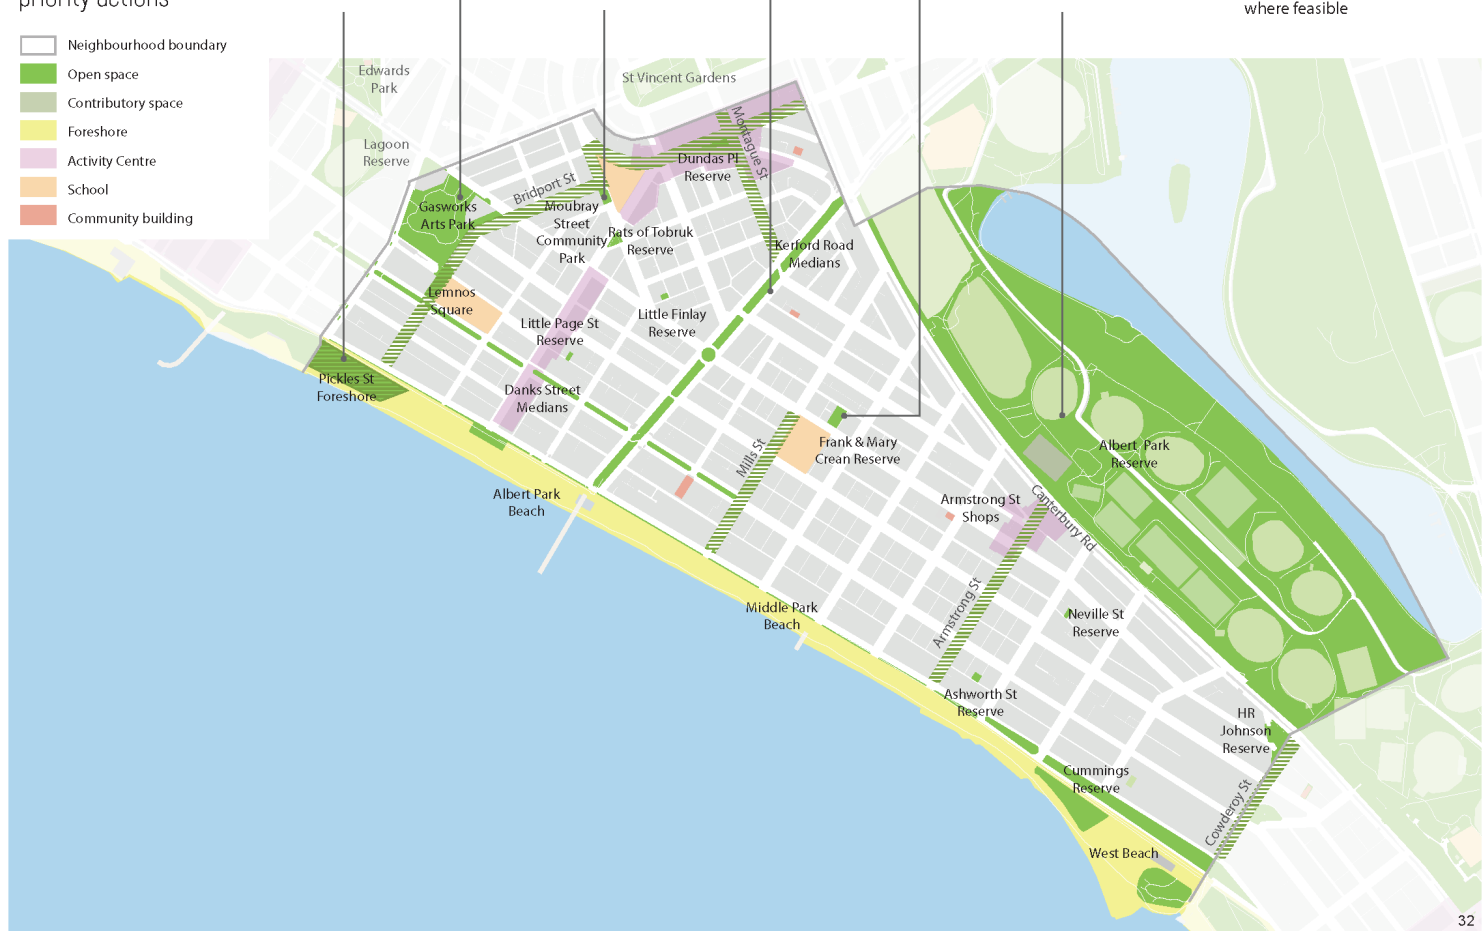 priority actions
where feasible
Neighbourhood boundary
Open space
Contributory space
Foreshore
Activity Centre
School
Community building
Edwards
Park
St Vincent Gardens
Lagoon
Reserve
Montague St
Dundas Pl
Reserve
Bridport St
Gasworks
Arts Park
Moubray
Street
Community
Park
Rats of Tobruk
Reserve
Kerford Road
Medians
Lemnos
Square
Little Page St
Reserve
Little Finlay
Reserve
Pickles St
Foreshore
Danks Street
Medians
Mills St
Frank & Mary
Crean Reserve
Albert Park
Reserve
Albert Park
Beach
Armstrong St
Shops
Canterbury Rd
Armstrong St
Middle Park
Beach
Neville St
Reserve
Ashworth St
Reserve
HR
Johnson
Reserve
Cummings
Reserve
Cowderoy St
West Beach
32